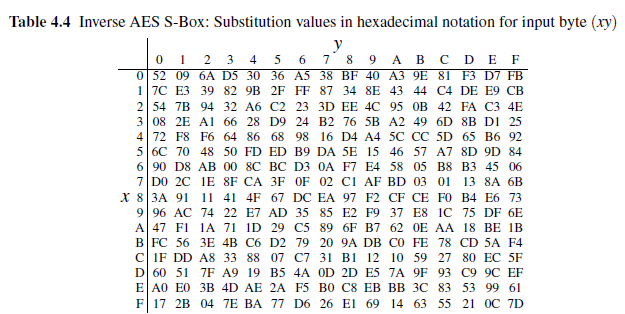 Table 4.4 Inverse AES S-Box: Substitution values in hexadecimal notation for input byte (xy)
y
0 1 2 3 4 5 6 7 8 9 A B C D E F
0 52 09 6A D5 30 36 A5 38 BF 40 A3 9E 81 F3 D7 FB
1 7C E3 39 82 9B 2F FF 87 34 8E 43 44 C4 DE E9 CB
2 54 7B 94 32 A6 C2 23 3D EE 4C 95 0B 42 FA C3 4E
3 08 2E A1 66 28 D9 24 B2 76 5B A2 49 6D 8B D1 25
4 72 F8 F6 64 86 68 98 16 D4 A4 5C CC 5D 65 B6 92
5 6C 70 48 50 FD ED B9 DA 5E 15 46 57 A7 8D 9D 84
6 90 D8 AB 00 8C BC D3 0A F7 E4 58 05 B8 B3 45 06
7 D0 2C 1E 8F CA 3F 0F 02 C1 AF BD 03 01 13 8A 6B
x 8 3A 91 11 41 4F 67 DC EA 97 F2 CF CE F0 B4 E6 73
9 96 AC 74 22 E7 AD 35 85 E2 F9 37 E8 1C 75 DF 6E
A 47 F1 1A 71 1D 29 C5 89 6F B7 62 0E AA 18 BE 1B
B FC 56 3E 4B C6 D2 79 20 9A DB C0 FE 78 CD 5A F4
C 1F DD A8 33 88 07 C7 31 B1 12 10 59 27 80 EC 5F
D 60 51 7F A9 19 B5 4A 0D 2D E5 7A 9F 93 C9 9C EF
E A0 E0 3B 4D AE 2A F5 B0 C8 EB BB 3C 83 53 99 61
F 17 2B 04 7E BA 77 D6 26 E1 69 14 63 55 21 0C 7D